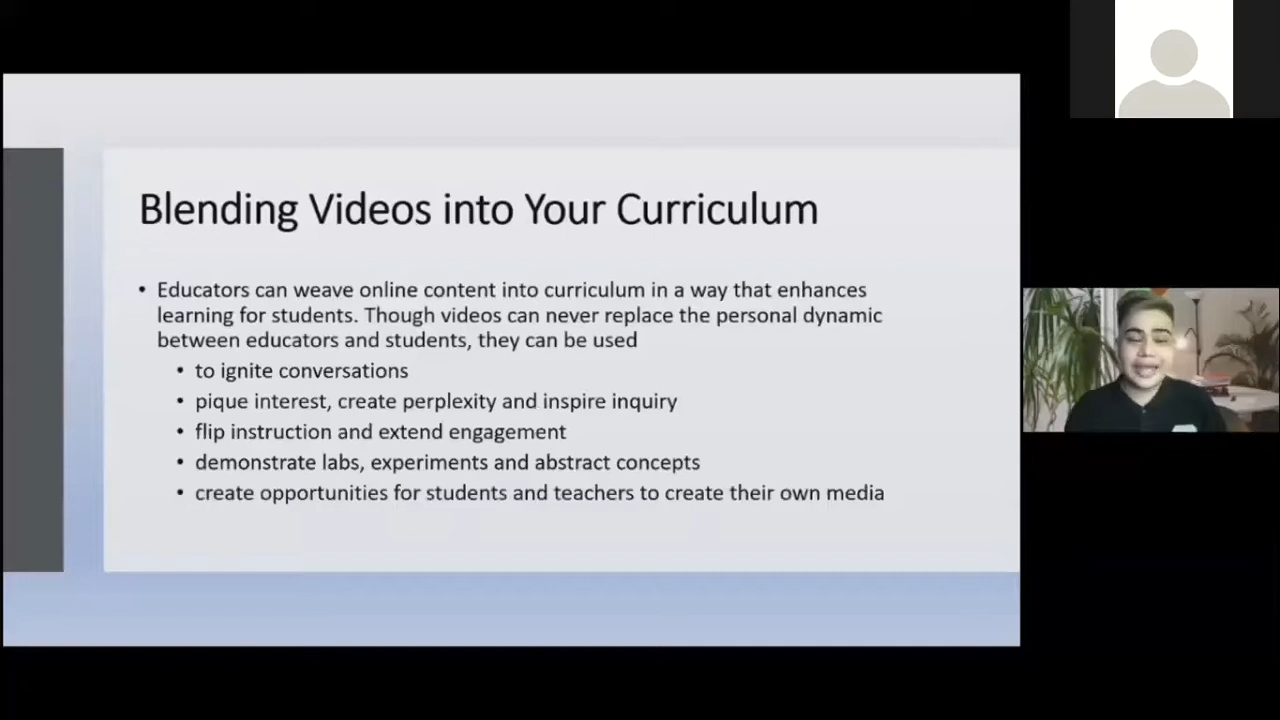 Blending Videos into Your Curriculum
• Educators can weave online content into curriculum in a way that enhances
learning for students. Though videos can never replace the personal dynamic
between educators and students, they can be used
• to ignite conversations
• pique interest, create perplexity and inspire inquiry
• flip instruction and extend engagement
• demonstrate labs, experiments and abstract concepts
• create opportunities for students and teachers to create their own media